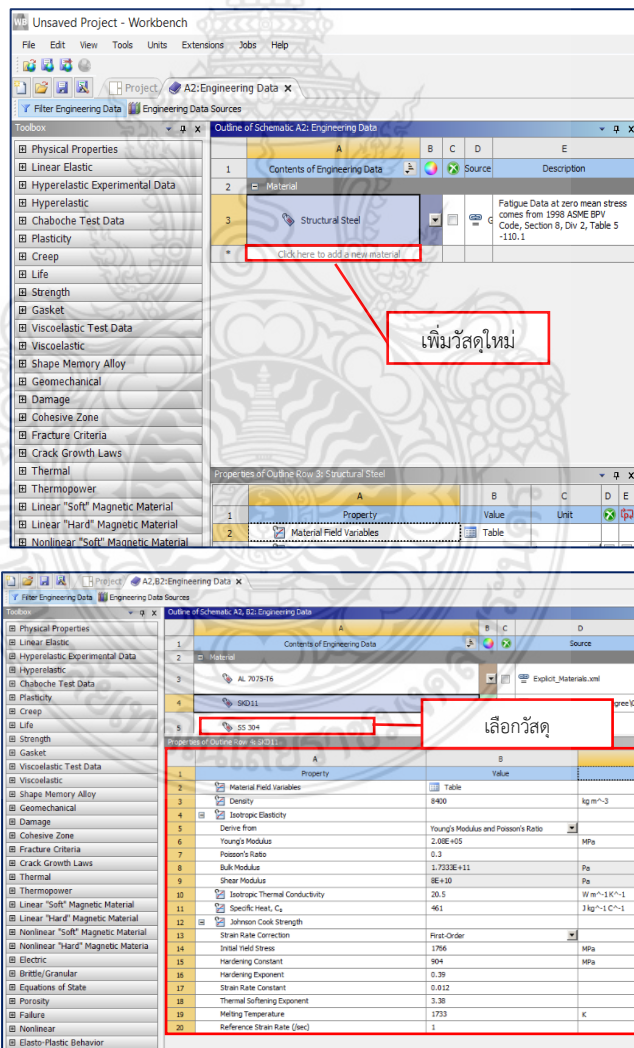 Unsaved Project - Workbench
File Edit View Tools Units Extensions Jobs Help
Project A2:Engineering Data
Filter Engineering Data Engineering Data Sources
Toolbox
Physical Properties
Linear Elastic
Hyperelastic Experimental Data
Hyperelastic
Chaboche Test Data
Plasticity
Creep
Life
Strength
Gasket
Viscoelastic Test Data
Viscoelastic
Shape Memory Alloy
Geomechanical
Damage
Cohesive Zone
Fracture Criteria
Crack Growth Laws
Thermal
Thermopower
Linear "Soft" Magnetic Material
Linear "Hard" Magnetic Material
Nonlinear "Soft" Magnetic Material
Outline of Schematic A2: Engineering Data
A B C D E
1 Contents of Engineering Data Source Description
2 Material
3 Structural Steel G Fatigue Data at zero mean stress
comes from 1998 ASME BPV
Code, Section 8, Div 2, Table 5
-110.1
* Click here to add a new material
เพิ่มวัสดุใหม่
Properties of Outline Row 3: Structural Steel
A B C D E
1 Property Value Unit
2 Material Field Variables Table
Project A2,B2:Engineering Data
Filter Engineering Data Engineering Data Sources
Toolbox
Physical Properties
Linear Elastic
Hyperelastic Experimental Data
Hyperelastic
Chaboche Test Data
Plasticity
Creep
Life
Strength
Gasket
Viscoelastic Test Data
Viscoelastic
Shape Memory Alloy
Geomechanical
Damage
Cohesive Zone
Fracture Criteria
Crack Growth Laws
Thermal
Thermopower
Linear "Soft" Magnetic Material
Linear "Hard" Magnetic Material
Nonlinear "Soft" Magnetic Material
Nonlinear "Hard" Magnetic Materia
Electric
Brittle/Granular
Equations of State
Porosity
Failure
Nonlinear
Elasto-Plastic Behavior
Outline of Schematic A2, B2: Engineering Data
A B C D
1 Contents of Engineering Data Source
2 Material
3 AL 7075-T6 Explicit_Materials.xml
4 SKD11
5 SS 304
เลือกวัสดุ
Properties of Outline Row 4: SKD11
A B
1 Property Value
2 Material Field Variables Table
3 Density 8400 kg m^-3
4 Isotropic Elasticity
5 Derive from Young's Modulus and Poisson's Ratio
6 Young's Modulus 2.08E+05 MPa
7 Poisson's Ratio 0.3
8 Bulk Modulus 1.7333E+11 Pa
9 Shear Modulus 8E+10 Pa
10 Isotropic Thermal Conductivity 20.5 W m^-1 K^-1
11 Specific Heat, Cₚ 461 J kg^-1 C^-1
12 Johnson Cook Strength
13 Strain Rate Correction First-Order
14 Initial Yield Stress 1766 MPa
15 Hardening Constant 904 MPa
16 Hardening Exponent 0.39
17 Strain Rate Constant 0.012
18 Thermal Softening Exponent 3.38
19 Melting Temperature 1733 K
20 Reference Strain Rate (/sec) 1